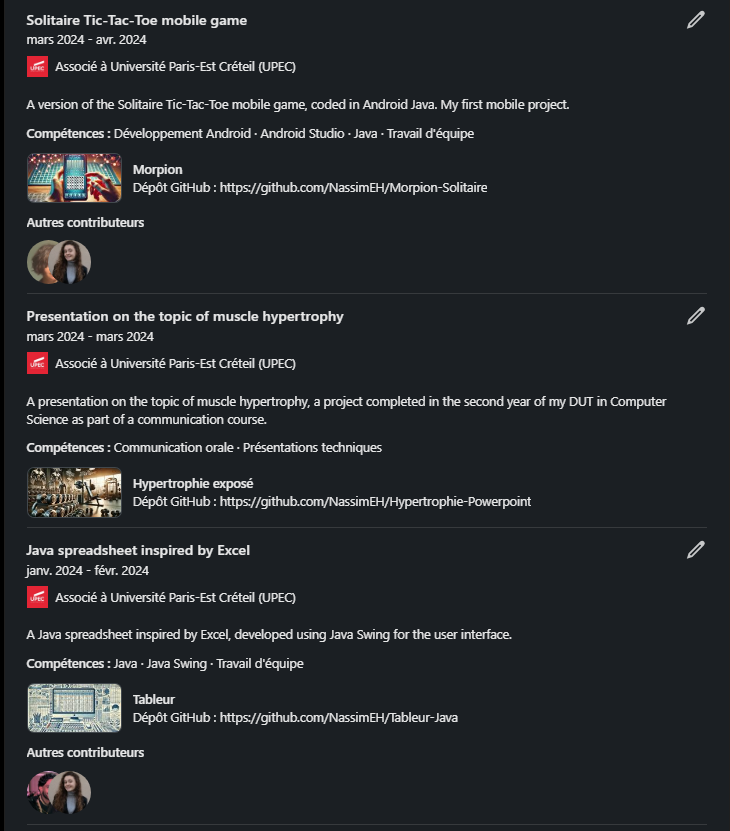 Solitaire Tic-Tac-Toe mobile game
mars 2024 - avr. 2024
UPEC
Associé à Université Paris-Est Créteil (UPEC)
A version of the Solitaire Tic-Tac-Toe mobile game, coded in Android Java. My first mobile project.
Compétences : Développement Android · Android Studio · Java · Travail d'équipe
Morpion
Dépôt GitHub : https://github.com/NassimEH/Morpion-Solitaire
Autres contributeurs
Presentation on the topic of muscle hypertrophy
mars 2024 - mars 2024
UPEC
Associé à Université Paris-Est Créteil (UPEC)
A presentation on the topic of muscle hypertrophy, a project completed in the second year of my DUT in Computer
Science as part of a communication course.
Compétences : Communication orale · Présentations techniques
Hypertrophie exposé
Dépôt GitHub : https://github.com/NassimEH/Hypertrophie-Powerpoint
Java spreadsheet inspired by Excel
janv. 2024 - févr. 2024
UPEC
Associé à Université Paris-Est Créteil (UPEC)
A Java spreadsheet inspired by Excel, developed using Java Swing for the user interface.
Compétences : Java · Java Swing · Travail d'équipe
Tableur
Dépôt GitHub : https://github.com/NassimEH/Tableur-Java
Autres contributeurs